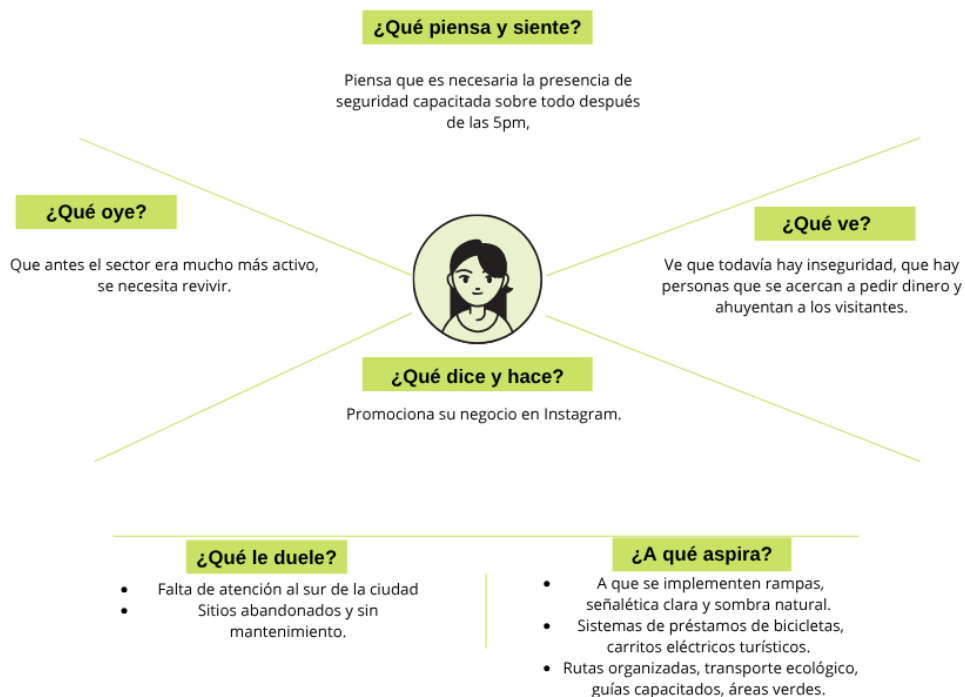 ¿Qué piensa y siente?
Piensa que es necesaria la presencia de
seguridad capacitada sobre todo después
de las 5pm,
¿Qué oye?
Que antes el sector era mucho más activo,
se necesita revivir.
¿Qué ve?
Ve que todavía hay inseguridad, que hay
personas que se acercan a pedir dinero y
ahuyentan a los visitantes.
¿Qué dice y hace?
Promociona su negocio en Instagram.
¿Qué le duele?
• Falta de atención al sur de la ciudad
• Sitios abandonados y sin
mantenimiento.
¿A qué aspira?
• A que se implementen rampas,
señalética clara y sombra natural.
• Sistemas de préstamos de bicicletas,
carritos eléctricos turísticos.
• Rutas organizadas, transporte ecológico,
guías capacitados, áreas verdes.